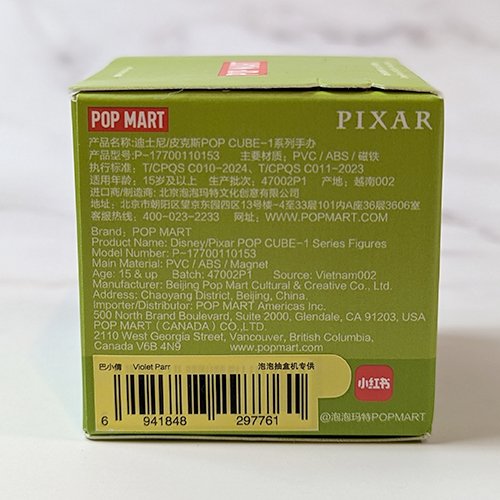 POP MART
POP MART
PIXAR
产品名称:迪士尼/皮克斯POP CUBE-1系列手办
产品型号:P-17700110153 主要材质: PVC / ABS / 磁铁
执行标准: T/CPQS C010-2024、T/CPQS C011-2023
适用年龄: 15岁及以上 生产批次: 47002P1 产地: 越南002
进口商/制造商: 北京泡泡玛特文化创意有限公司
地址: 北京市朝阳区望京东园四区13号楼-4至33层101内A座36层3606室
客服热线: 400-023-2233 WWW.POPMART.COM
Brand: POP MART
Product Name: Disney/Pixar POP CUBE-1 Series Figures
Model Number: P-17700110153
Main Material: PVC / ABS / Magnet
Age: 15 & up Batch: 47002P1 Source: Vietnam002
Manufacturer: Beijing Pop Mart Cultural & Creative Co., Ltd.
Address: Chaoyang District, Beijing, China.
Importer/Distributor: POP MART Americas Inc.
500 North Brand Boulevard, Suite 2000, Glendale, CA 91203, USA
POP MART (CANADA) CO.,LTD
2110 West Georgia Street, Vancouver, British Columbia,
Canada V6B 4N9 www.popmart.com
巴小倩 Violet Parr 泡泡抽盒机专供
6 941848 297761
小红书
@泡泡玛特POPMART